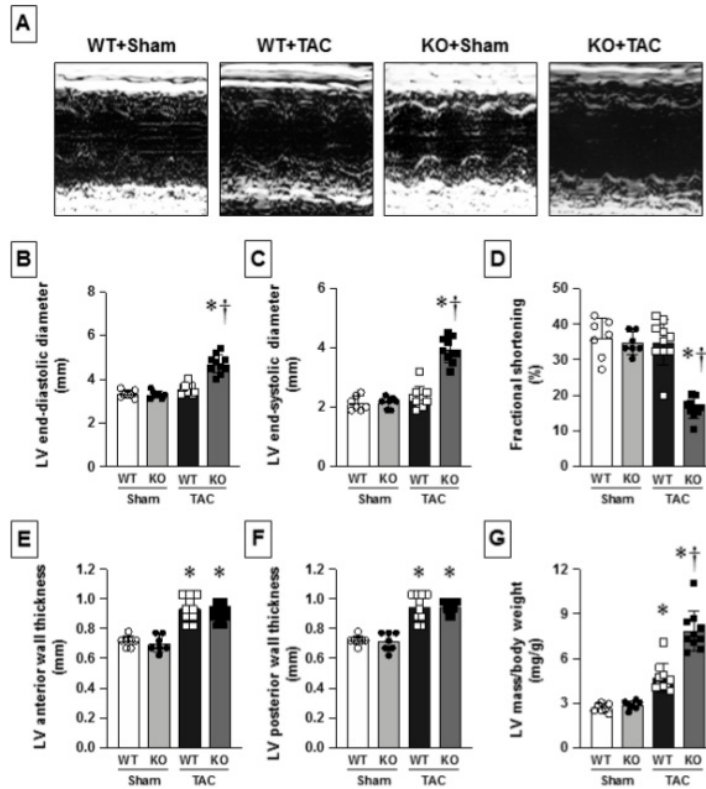 A
WT+Sham WT+TAC KO+Sham KO+TAC
B
LV end-diastolic diameter
(mm)
8
6
4
2
0
*†
WT KO WT KO
Sham TAC
C
LV end-systolic diameter
(mm)
6
4
2
0
*†
WT KO WT KO
Sham TAC
D
Fractional shortening
(%)
50
40
30
20
10
0
*†
WT KO WT KO
Sham TAC
E
LV anterior wall thickness
(mm)
1.2
1.0
0.8
0.6
0.4
0.2
0.0
* *
WT KO WT KO
Sham TAC
F
LV posterior wall thickness
(mm)
1.2
1.0
0.8
0.6
0.4
0.2
0.0
* *
WT KO WT KO
Sham TAC
G
LV mass/body weight
(mg/g)
12
9
6
3
0
*
*†
WT KO WT KO
Sham TAC